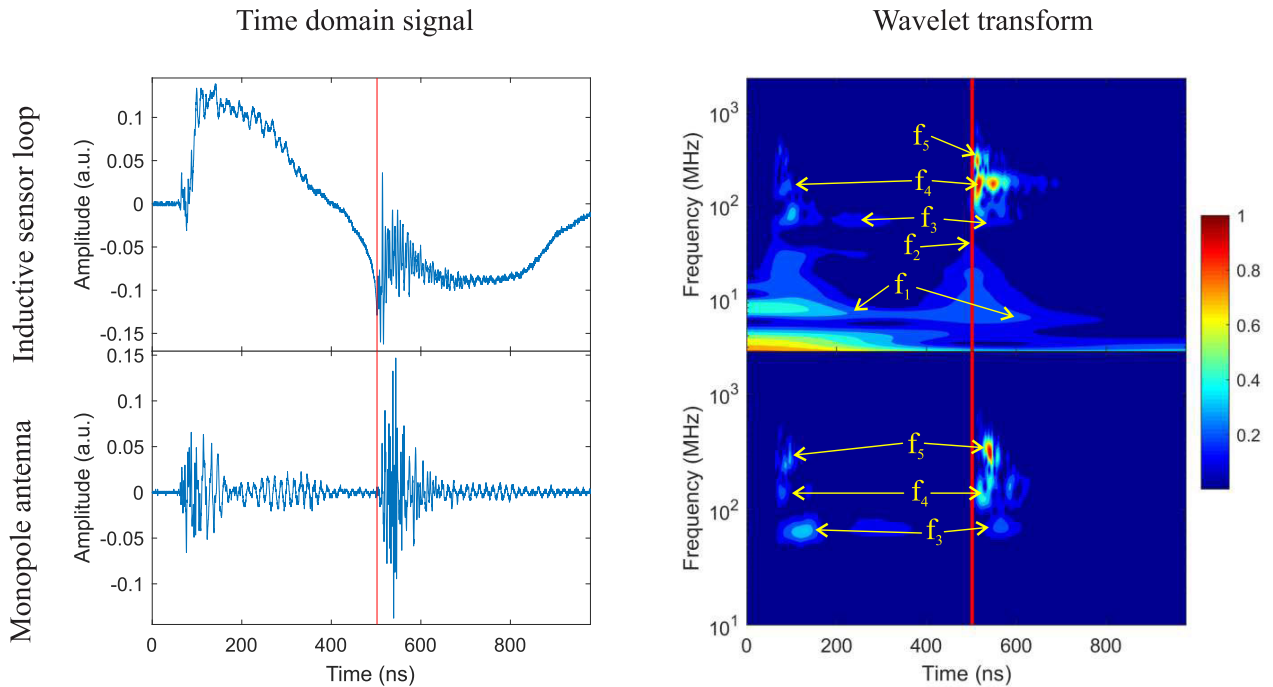 Time domain signal
Wavelet transform
Inductive sensor loop
Amplitude (a.u.)
0.1
0.05
0
-0.05
-0.1
-0.15
Frequency (MHz)
10³
10²
10¹
f₅
f₄
f₃
f₂
f₁
1
0.8
0.6
0.4
0.2
Monopole antenna
Amplitude (a.u.)
0.15
0.1
0.05
0
-0.05
-0.1
0 200 400 600 800
Time (ns)
Frequency (MHz)
10³
10²
10¹
f₅
f₄
f₃
0 200 400 600 800
Time (ns)